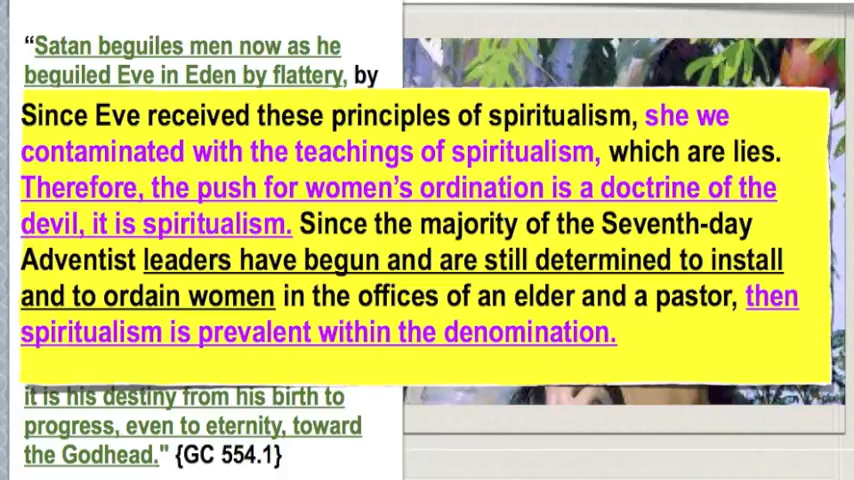 “Satan beguiles men now as he
beguiled Eve in Eden by flattery, by
Since Eve received these principles of spiritualism, she we
contaminated with the teachings of spiritualism, which are lies.
Therefore, the push for women’s ordination is a doctrine of the
devil, it is spiritualism. Since the majority of the Seventh-day
Adventist leaders have begun and are still determined to install
and to ordain women in the offices of an elder and a pastor, then
spiritualism is prevalent within the denomination.
it is his destiny from his birth to
progress, even to eternity, toward
the Godhead." {GC 554.1}